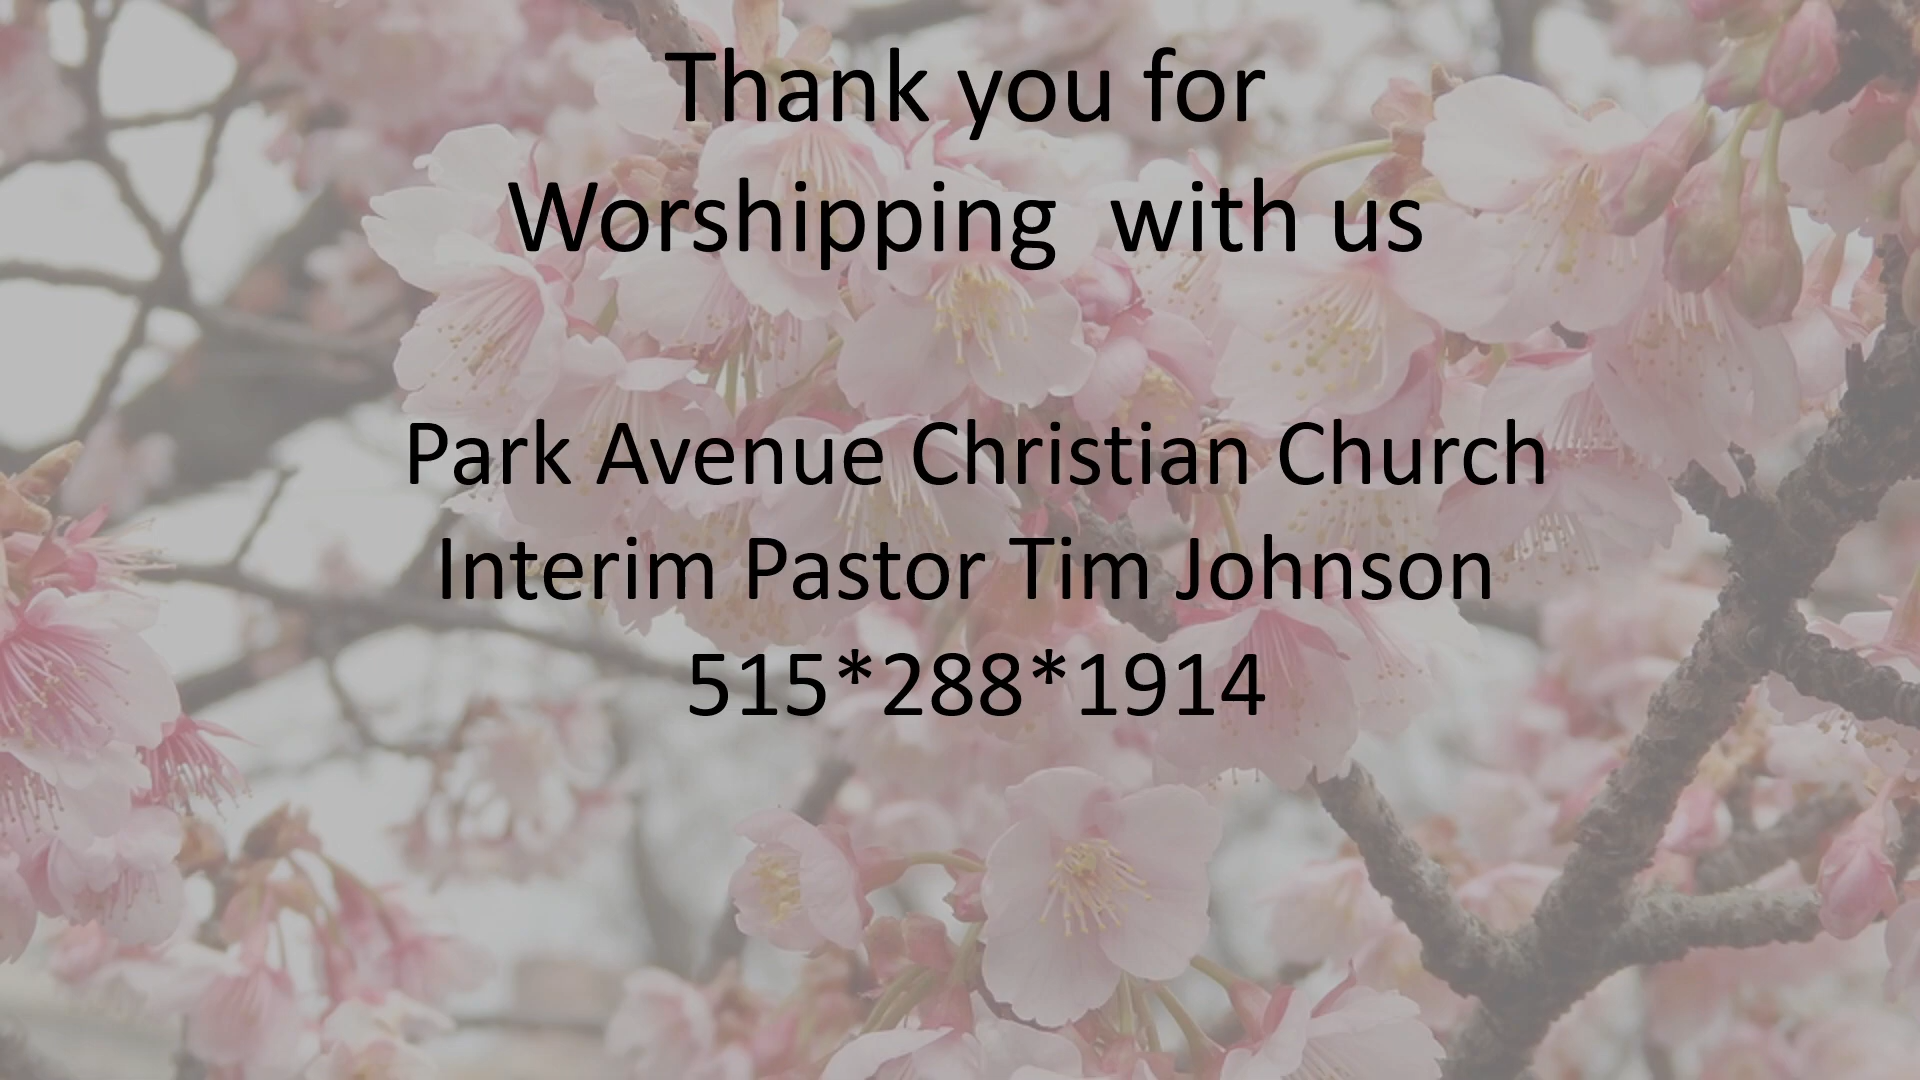 Thank you for
Worshipping  with us
Park Avenue Christian Church
Interim Pastor Tim Johnson
515*288*1914